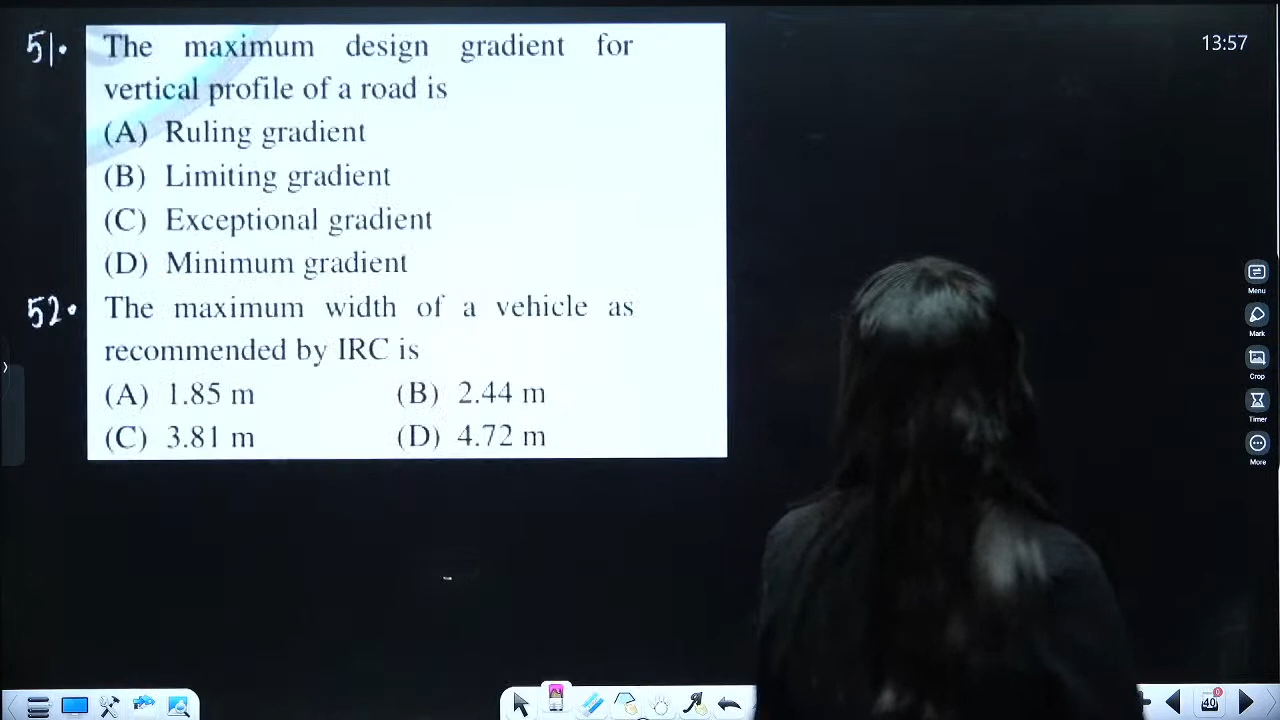 13:57
51.
The maximum design gradient for
vertical profile of a road is
(A) Ruling gradient
(B) Limiting gradient
(C) Exceptional gradient
(D) Minimum gradient
52.
The maximum width of a vehicle as
recommended by IRC is
(A) 1.85 m (B) 2.44 m
(C) 3.81 m (D) 4.72 m
Menu
Mark
Crop
Timer
More
40